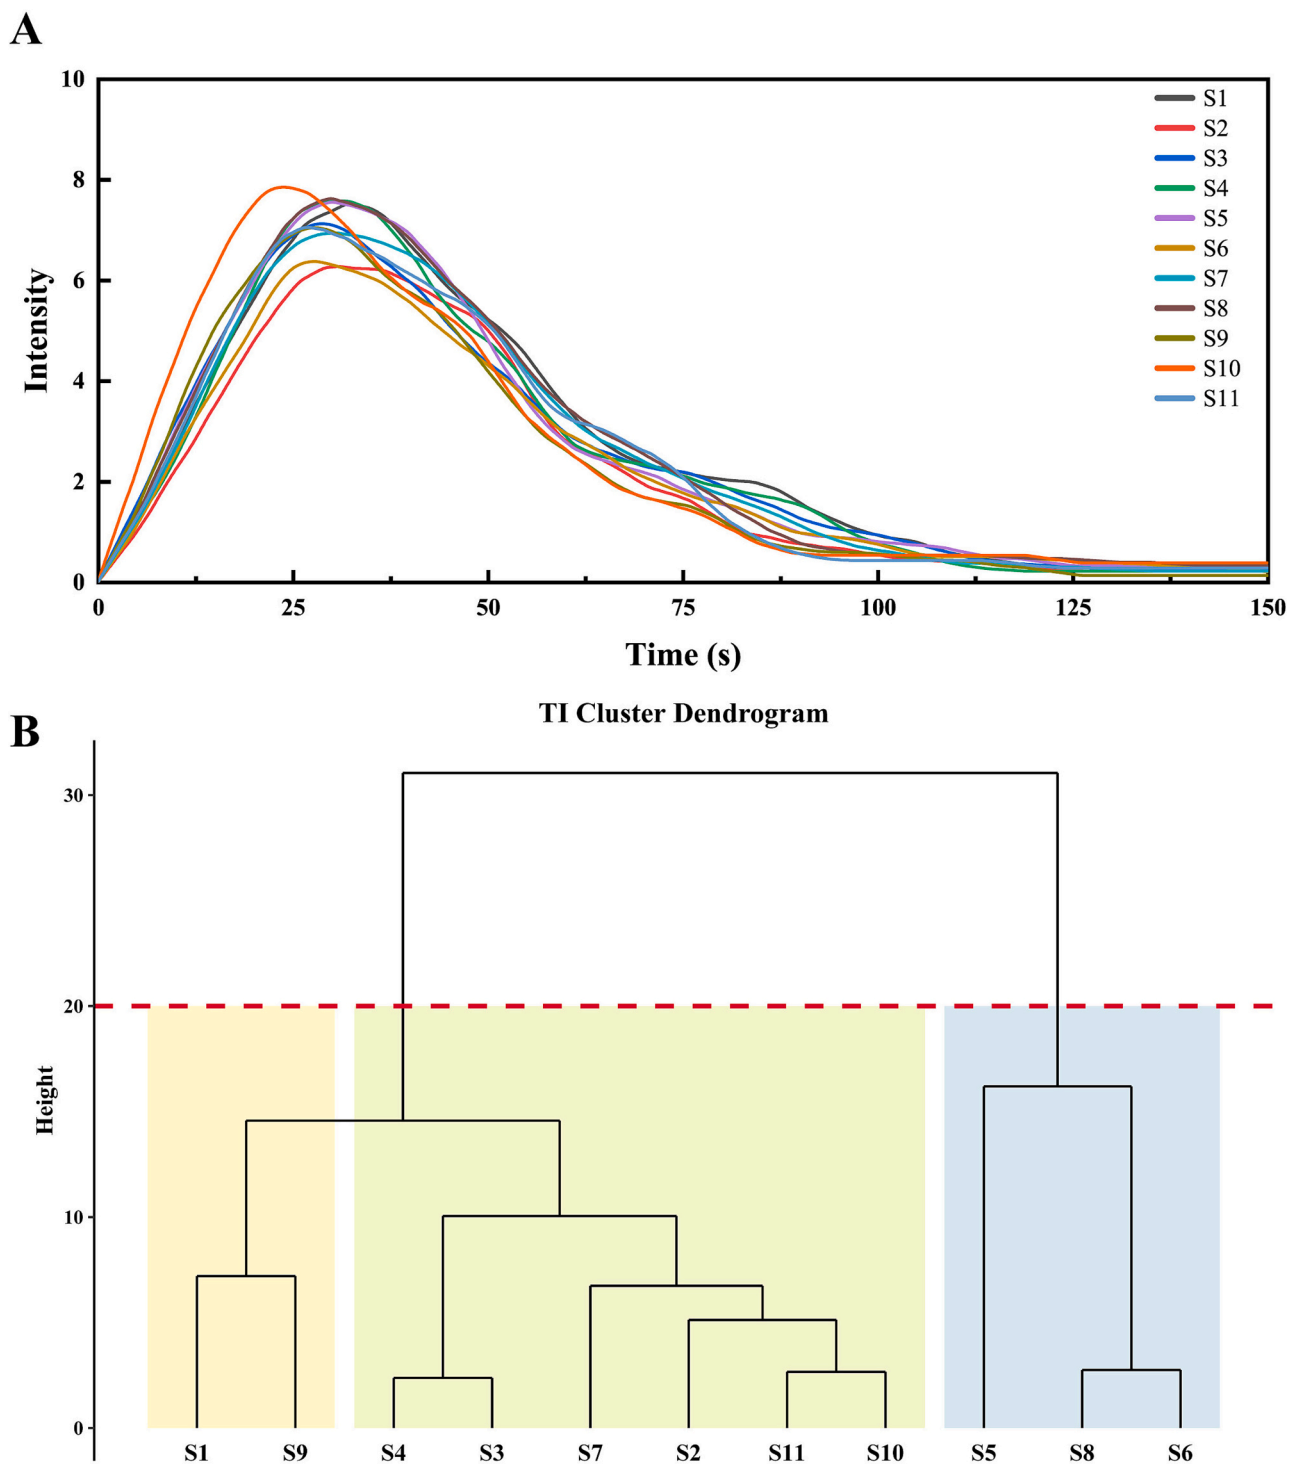 A
10
8
6
4
2
0
Intensity
S1
S2
S3
S4
S5
S6
S7
S8
S9
S10
S11
0 25 50 75 100 125 150
Time (s)
B
TI Cluster Dendrogram
30
20
10
0
Height
S1 S9 S4 S3 S7 S2 S11 S10 S5 S8 S6